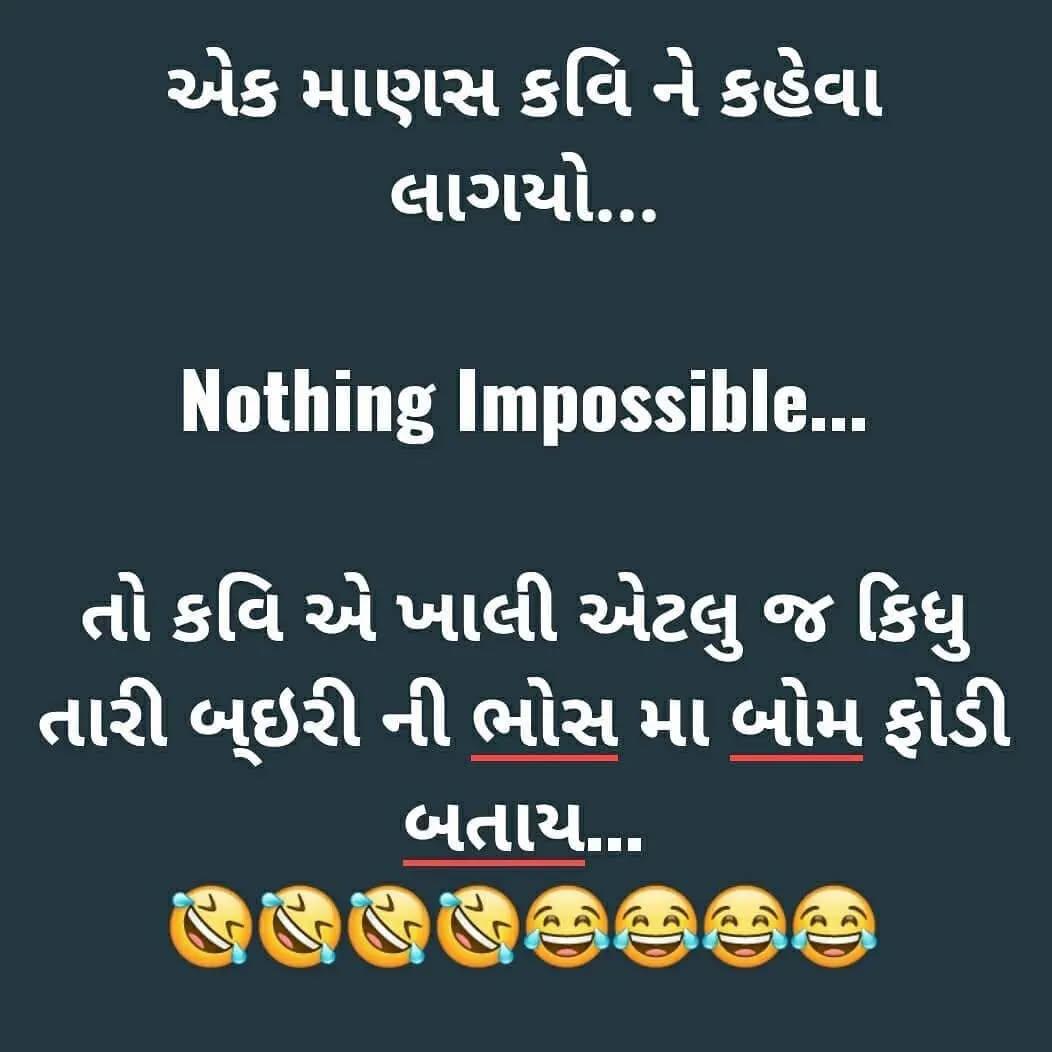 એક માણસ કવિ ને કહેવા
લાગયો...
Nothing Impossible...
તો કવિ એ ખાલી એટલુ જ કિધુ
તારી બ્ઇરી ની ભોસ મા બોમ ફોડી
બતાય...
🤣🤣🤣🤣😂😂😂😂